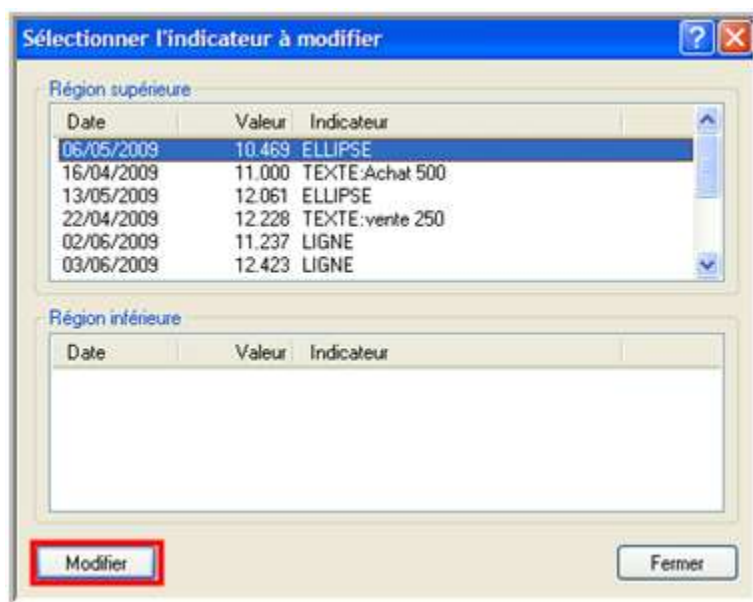 Sélectionner l'indicateur à modifier
Région supérieure
Date Valeur Indicateur
06/05/2009 10.469 ELLIPSE
16/04/2009 11.000 TEXTE:Achat 500
13/05/2009 12.061 ELLIPSE
22/04/2009 12.228 TEXTE:vente 250
02/06/2009 11.237 LIGNE
03/06/2009 12.423 LIGNE
Région inférieure
Date Valeur Indicateur
Modifier Fermer